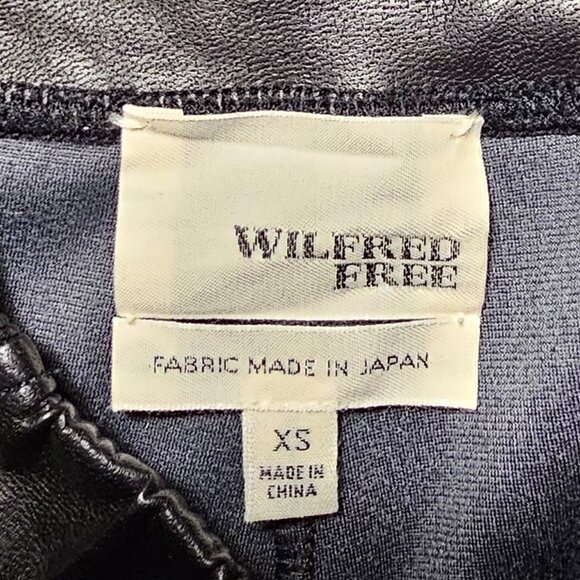 WILFRED
FREE
FABRIC MADE IN JAPAN
XS
MADE IN
CHINA